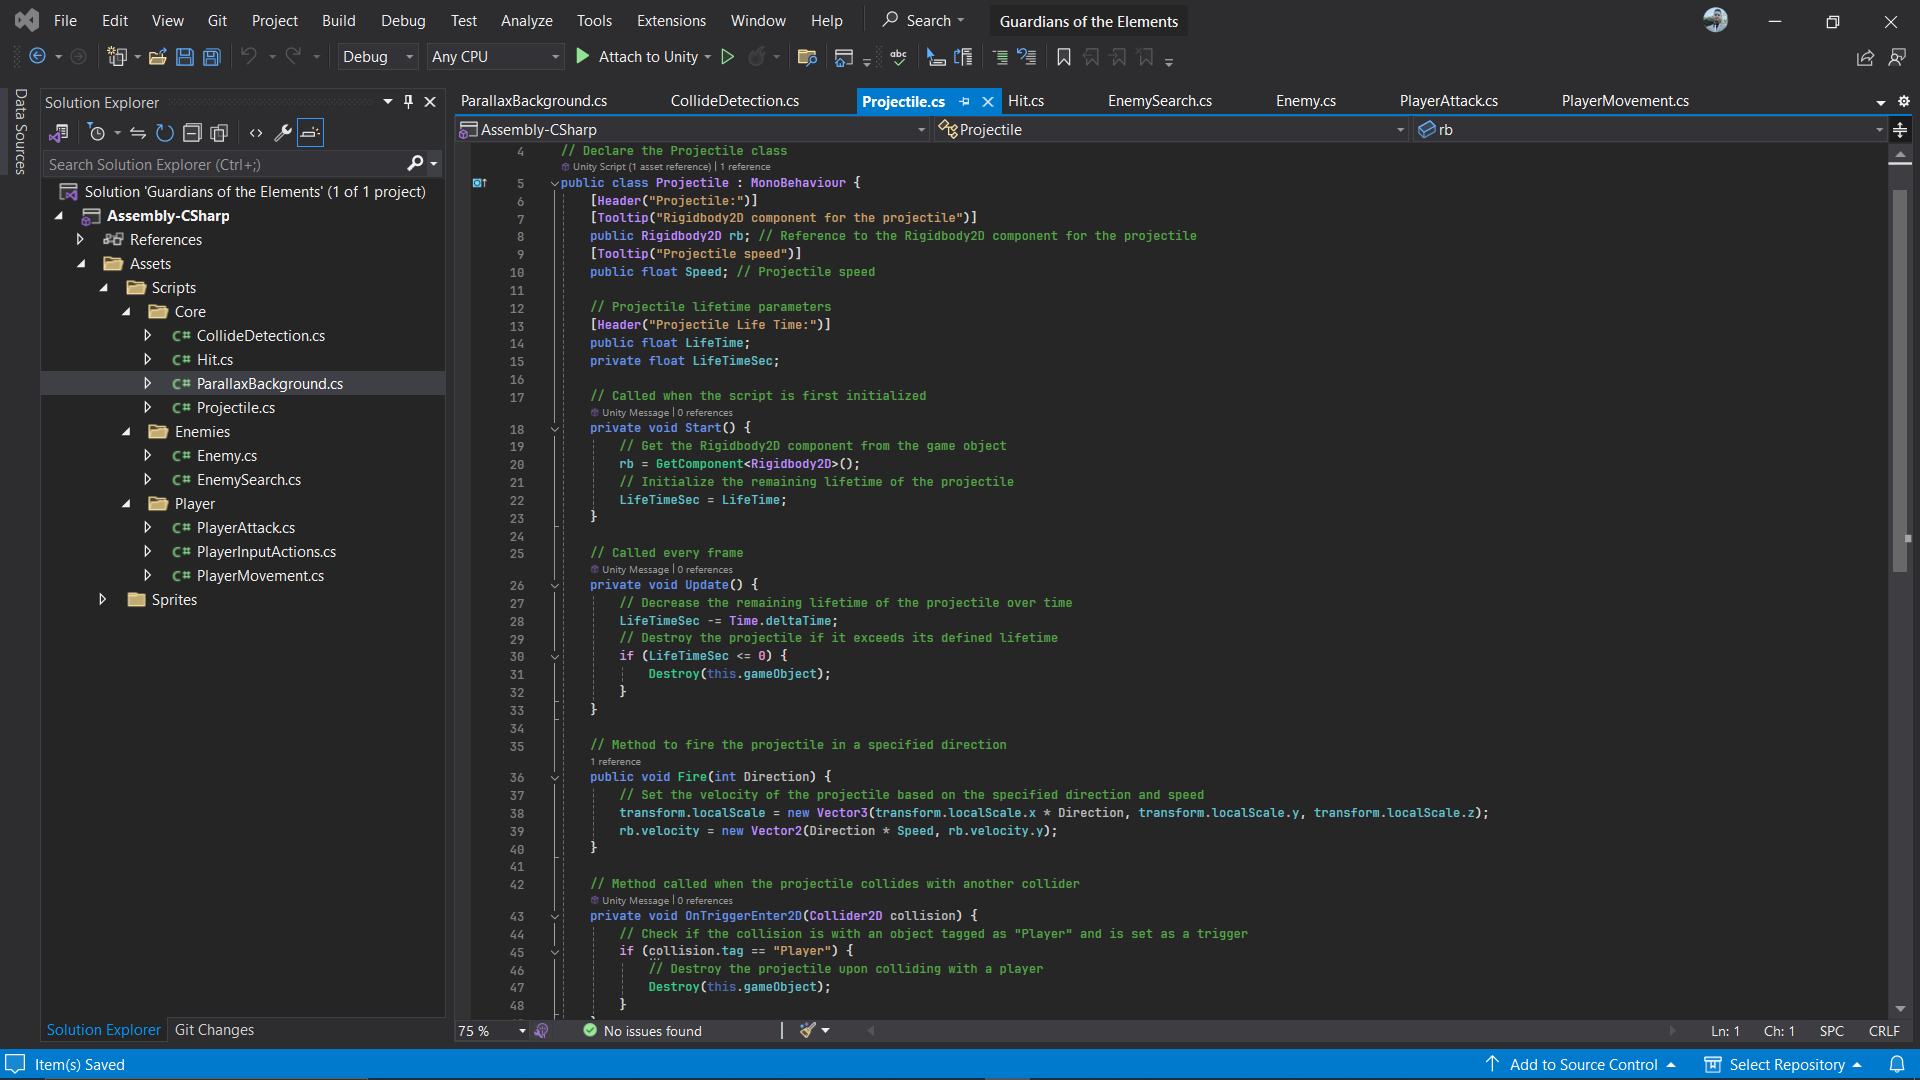 File Edit View Git Project Build Debug Test Analyze Tools Extensions Window Help Search Guardians of the Elements
Debug Any CPU Attach to Unity
Data Sources
Solution Explorer
Search Solution Explorer (Ctrl+;)
Solution 'Guardians of the Elements' (1 of 1 project)
Assembly-CSharp
References
Assets
Scripts
Core
C# CollideDetection.cs
C# Hit.cs
C# ParallaxBackground.cs
C# Projectile.cs
Enemies
C# Enemy.cs
C# EnemySearch.cs
Player
C# PlayerAttack.cs
C# PlayerInputActions.cs
C# PlayerMovement.cs
Sprites
Solution Explorer Git Changes
ParallaxBackground.cs CollideDetection.cs Projectile.cs Hit.cs EnemySearch.cs Enemy.cs PlayerAttack.cs PlayerMovement.cs
Assembly-CSharp Projectile rb
4 // Declare the Projectile class
Unity Script (1 asset reference) | 1 reference
5 public class Projectile : MonoBehaviour {
6 [Header("Projectile:")]
7 [Tooltip("Rigidbody2D component for the projectile")]
8 public Rigidbody2D rb; // Reference to the Rigidbody2D component for the projectile
9 [Tooltip("Projectile speed")]
10 public float Speed; // Projectile speed
11
12 // Projectile lifetime parameters
13 [Header("Projectile Life Time:")]
14 public float LifeTime;
15 private float LifeTimeSec;
16
17 // Called when the script is first initialized
Unity Message | 0 references
18 private void Start() {
19 // Get the Rigidbody2D component from the game object
20 rb = GetComponent<Rigidbody2D>();
21 // Initialize the remaining lifetime of the projectile
22 LifeTimeSec = LifeTime;
23 }
24
25 // Called every frame
Unity Message | 0 references
26 private void Update() {
27 // Decrease the remaining lifetime of the projectile over time
28 LifeTimeSec -= Time.deltaTime;
29 // Destroy the projectile if it exceeds its defined lifetime
30 if (LifeTimeSec <= 0) {
31 Destroy(this.gameObject);
32 }
33 }
34
35 // Method to fire the projectile in a specified direction
1 reference
36 public void Fire(int Direction) {
37 // Set the velocity of the projectile based on the specified direction and speed
38 transform.localScale = new Vector3(transform.localScale.x * Direction, transform.localScale.y, transform.localScale.z);
39 rb.velocity = new Vector2(Direction * Speed, rb.velocity.y);
40 }
41
42 // Method called when the projectile collides with another collider
Unity Message | 0 references
43 private void OnTriggerEnter2D(Collider2D collision) {
44 // Check if the collision is with an object tagged as "Player" and is set as a trigger
45 if (collision.tag == "Player") {
46 // Destroy the projectile upon colliding with a player
47 Destroy(this.gameObject);
48 }
75 % No issues found Ln: 1 Ch: 1 SPC CRLF
Item(s) Saved Add to Source Control Select Repository